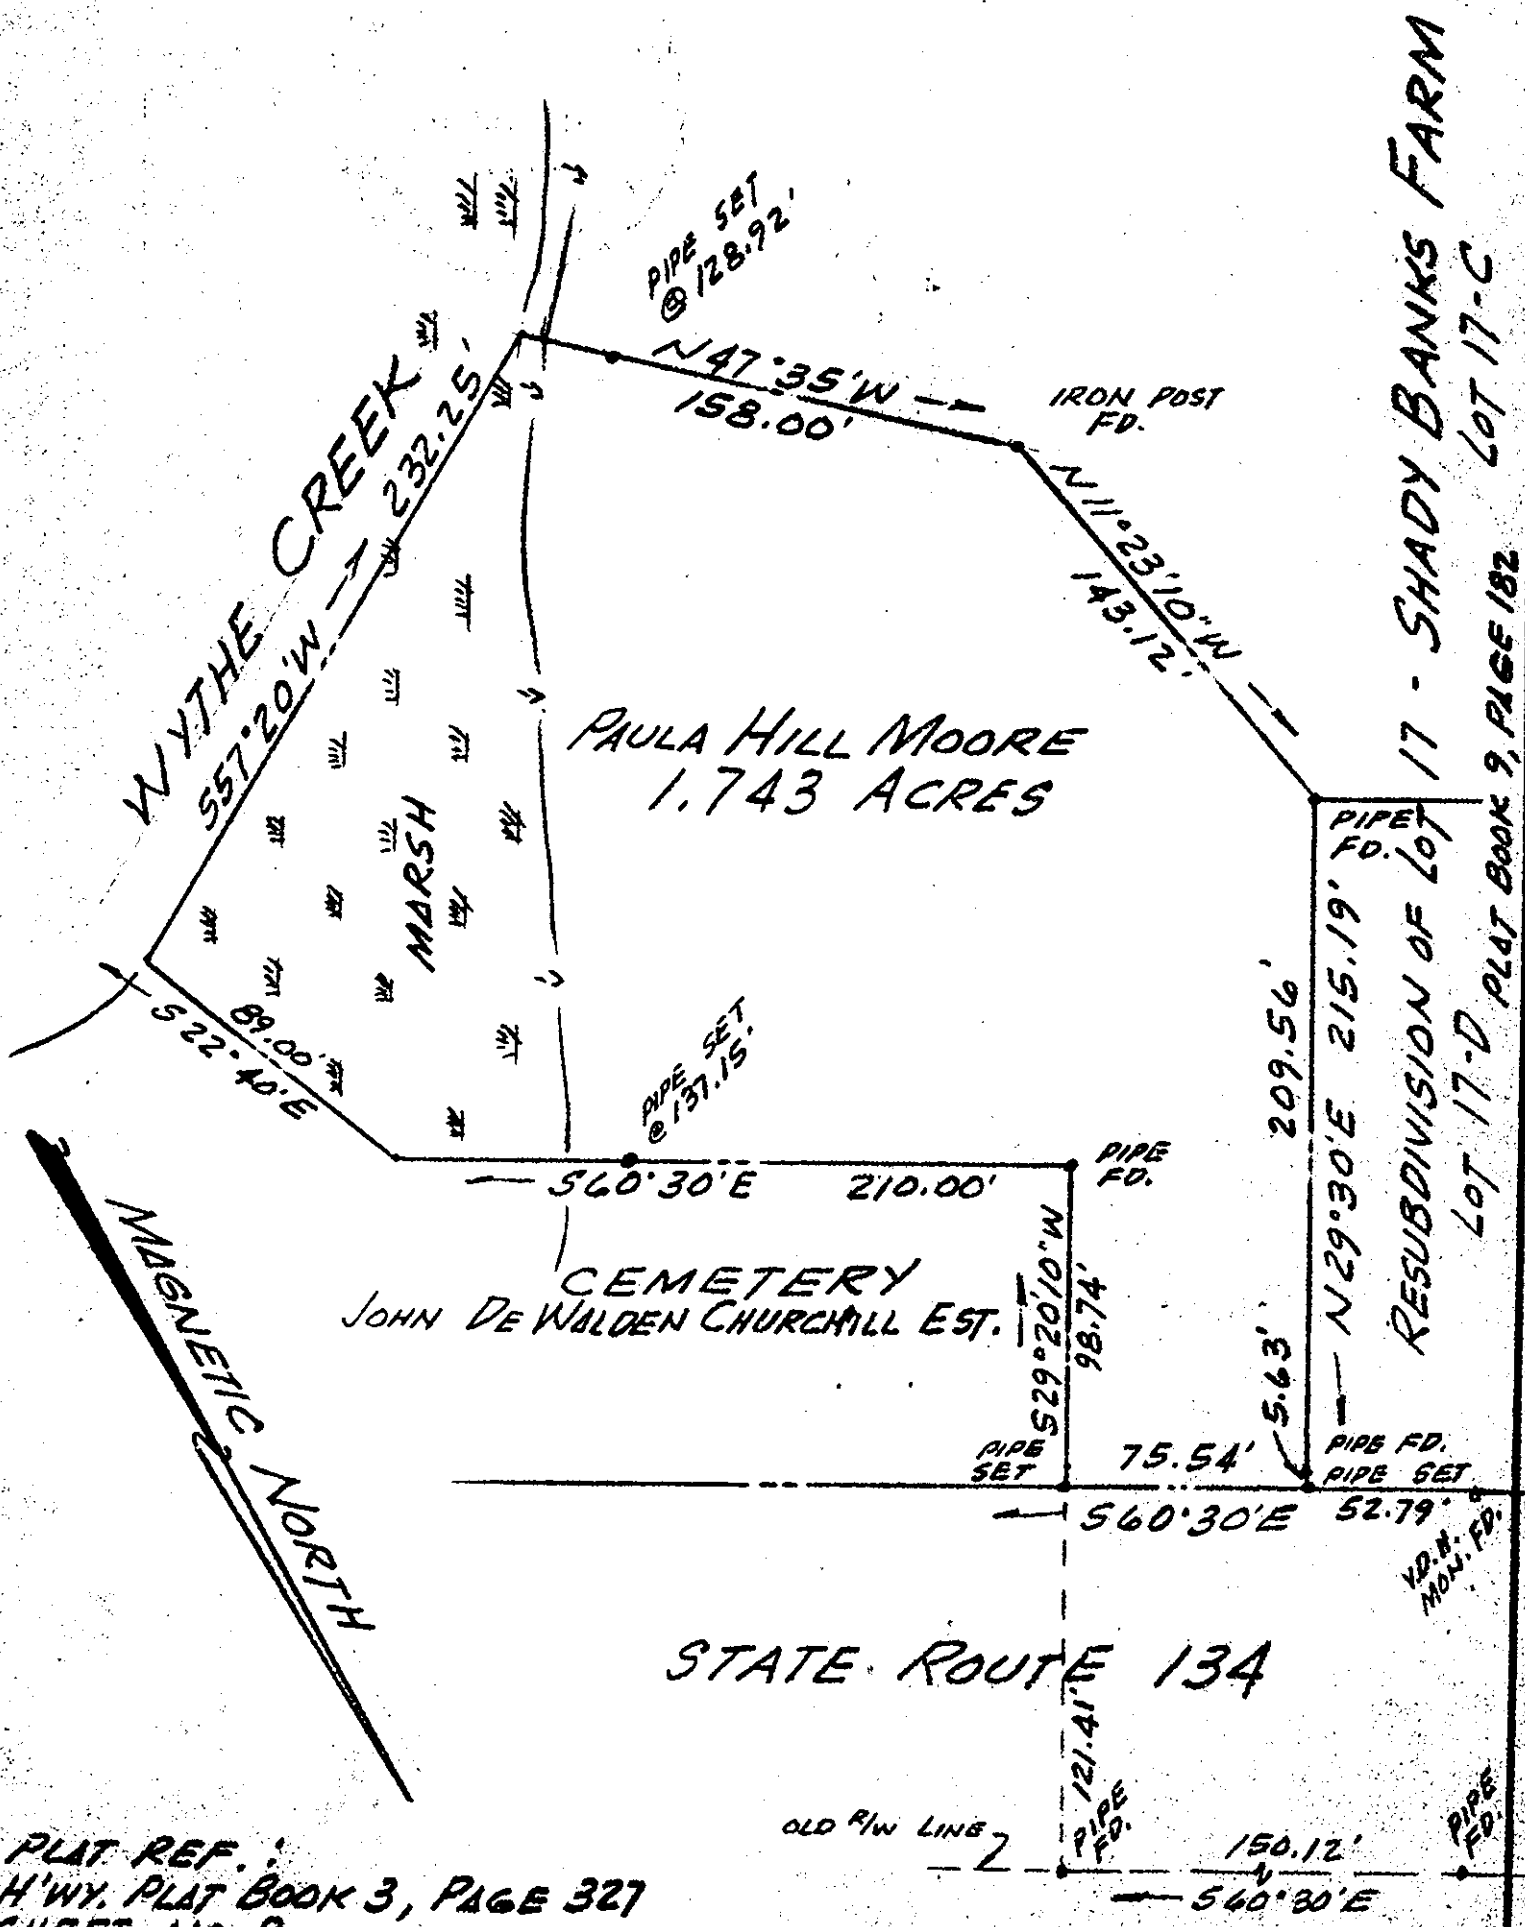 PIPE SET
@ 128.92'
N47°35'W
158.00'
IRON POST
FD.
N11°23'10"W
143.12'
WYTHE CREEK
S57°20'W
232.25'
PAULA HILL MOORE
1.743 ACRES
MARSH
PIPE
FD.
RESUBDIVISION OF LOT 17 - SHADY BANKS FARM
LOT 17-D
PLAT BOOK 9, PAGE 182
LOT 17-C
S22°40'E
89.00'
PIPE SET
@ 137.15'
S60°30'E
210.00'
PIPE
FD.
209.56'
N29°30'E 215.19'
5.63'
CEMETERY
JOHN DE WALDEN CHURCHILL EST.
S29°20'10"W
98.74'
MAGNETIC NORTH
PIPE
SET
75.54'
PIPE FD.
PIPE SET
S60°30'E
52.79'
V.D.H.
MON. FD.
STATE ROUTE 134
121.41'
OLD R/W LINE
PIPE
FD.
150.12'
S60°30'E
PIPE
FD.
PLAT REF.:
H'WY. PLAT BOOK 3, PAGE 327